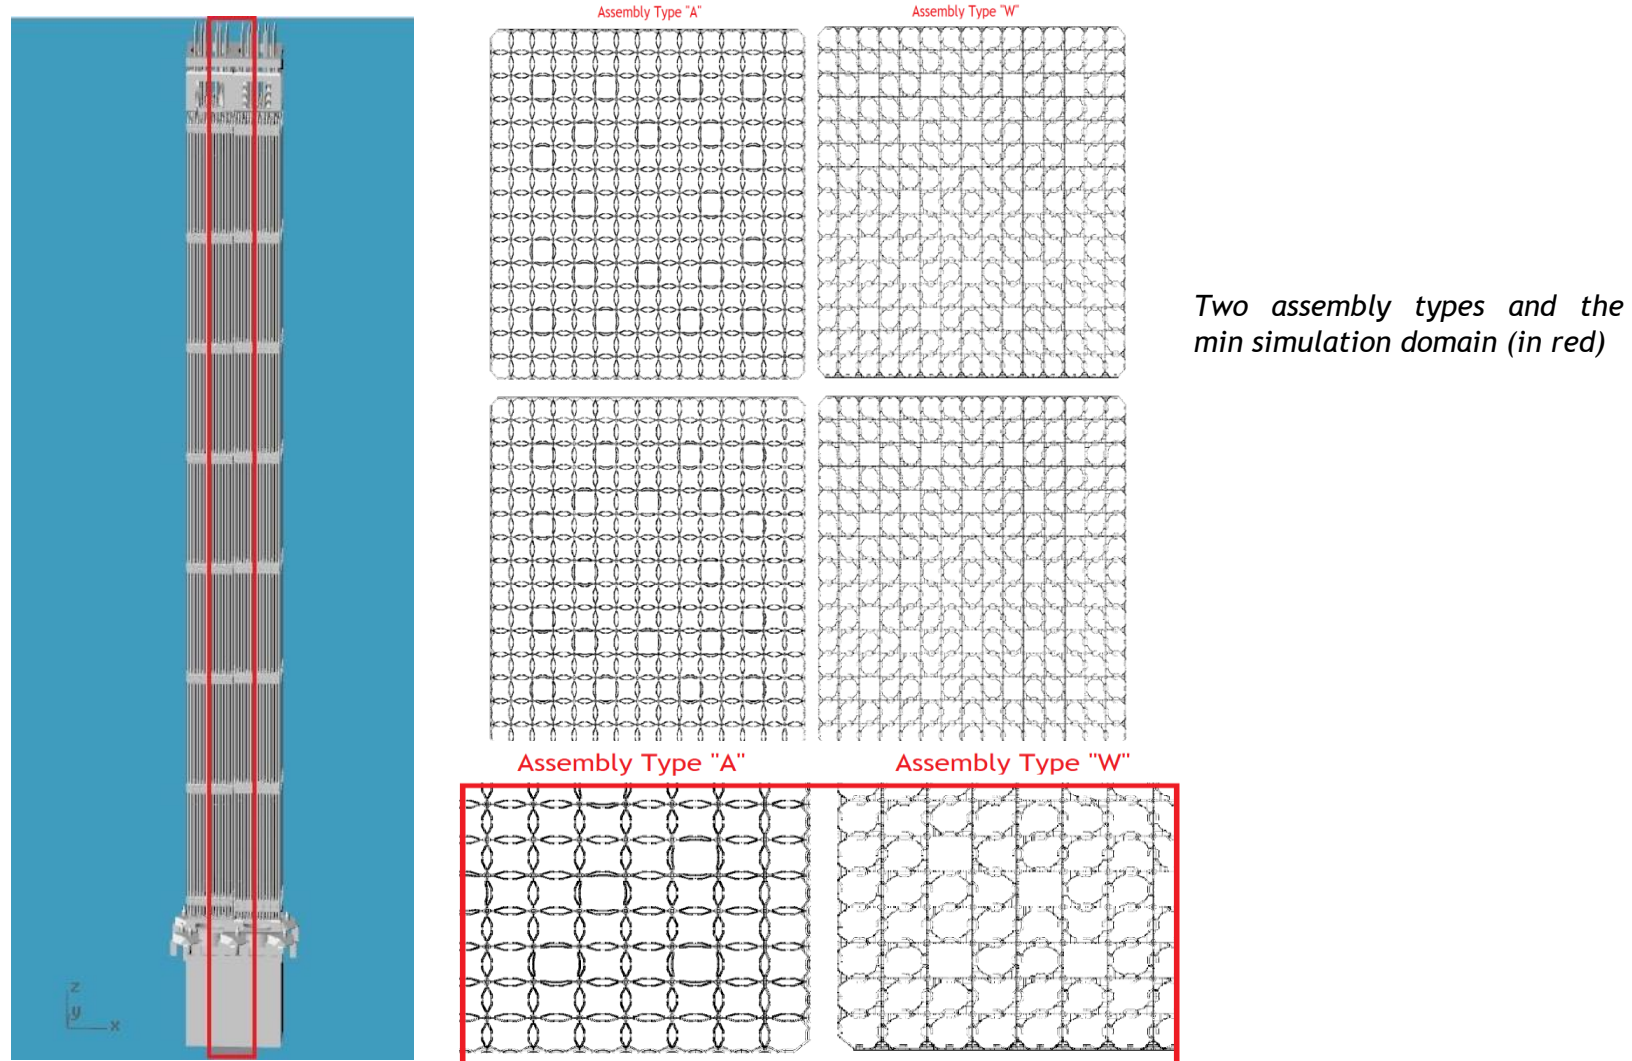 Assembly Type "A"
Assembly Type "W"
Two assembly types and the
min simulation domain (in red)
Assembly Type "A"
Assembly Type "W"
z
y
x